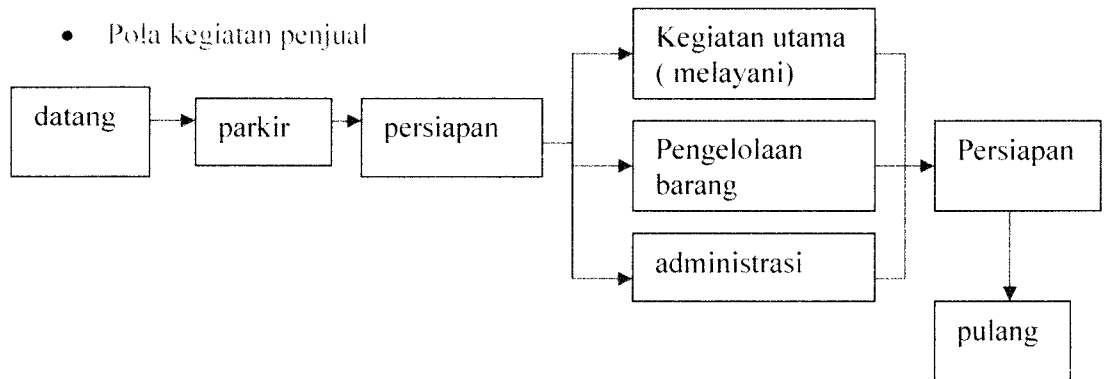 • Pola kegiatan penjual
datang
parkir
persiapan
Kegiatan utama
( melayani)
Pengelolaan
barang
administrasi
Persiapan
pulang